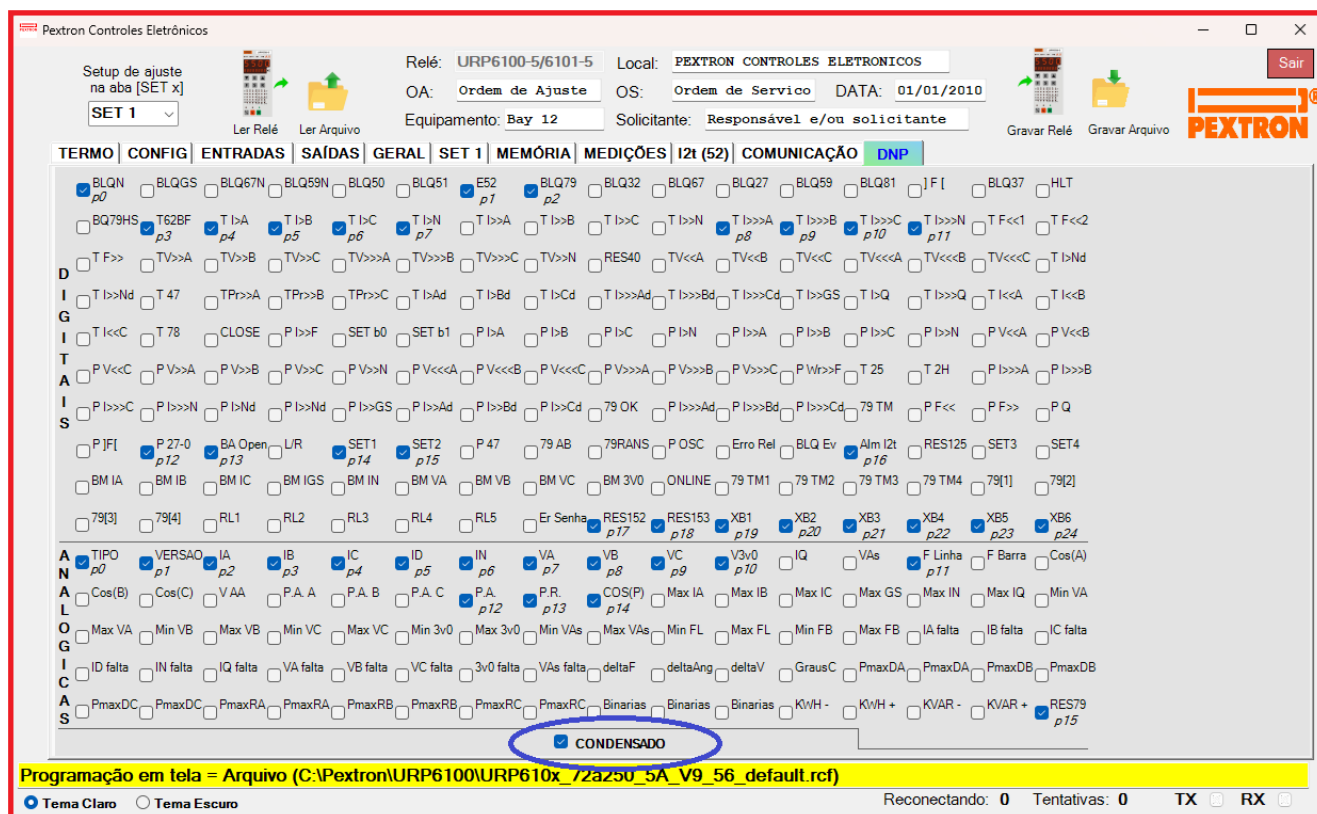 Pextron Controles Eletrônicos
Setup de ajuste
na aba [SET x]
SET 1
Ler Relé
Ler Arquivo
Relé: URP6100-5/6101-5 Local: PEXTRON CONTROLES ELETRONICOS
OA: Ordem de Ajuste OS: Ordem de Servico DATA: 01/01/2010
Equipamento: Bay 12 Solicitante: Responsável e/ou solicitante
Gravar Relé
Gravar Arquivo
Sair
PEXTRON®
TERMO CONFIG ENTRADAS SAÍDAS GERAL SET 1 MEMÓRIA MEDIÇÕES I2t (52) COMUNICAÇÃO DNP
DIGITAIS
BLQN BLQGS BLQ67N BLQ59N BLQ50 BLQ51 E52 BLQ79 BLQ32 BLQ67 BLQ27 BLQ59 BLQ81 ] F [ BLQ37 HLT
p0 p1 p2
BQ79HS T62BF T I>A T I>B T I>C T I>N T I>>A T I>>B T I>>C T I>>N T I>>>A T I>>>B T I>>>C T I>>>N T F<<1 T F<<2
p3 p4 p5 p6 p7 p8 p9 p10 p11
T F>> TV>>A TV>>B TV>>C TV>>>A TV>>>B TV>>>C TV>>N RES40 TV<<A TV<<B TV<<C TV<<<A TV<<<B TV<<<C T I>Nd
T I>>Nd T 47 TPr>>A TPr>>B TPr>>C T I>Ad T I>Bd T I>Cd T I>>>Ad T I>>>Bd T I>>>Cd T I>>GS T I>Q T I>>>Q T I<<A T I<<B
T I<<C T 78 CLOSE P I>>F SET b0 SET b1 P I>A P I>B P I>C P I>N P I>>A P I>>B P I>>C P I>>N P V<<A P V<<B
P V<<C P V>>A P V>>B P V>>C P V>>N P V<<<A P V<<<B P V<<<C P V>>>A P V>>>B P V>>>C P Wr>>F T 25 T 2H P I>>>A P I>>>B
P I>>>C P I>>>N P I>Nd P I>>Nd P I>>GS P I>>Ad P I>>Bd P I>>Cd 79 OK P I>>>Ad P I>>>Bd P I>>>Cd 79 TM P F<< P F>> P Q
P ]F[ P 27-0 BA Open L/R SET1 SET2 P 47 79 AB 79RANS P OSC Erro Rel BLQ Ev Alm I2t RES125 SET3 SET4
p12 p13 p14 p15 p16
BM IA BM IB BM IC BM IGS BM IN BM VA BM VB BM VC BM 3V0 ONLINE 79 TM1 79 TM2 79 TM3 79 TM4 79[1] 79[2]
79[3] 79[4] RL1 RL2 RL3 RL4 RL5 Er Senha RES152 RES153 XB1 XB2 XB3 XB4 XB5 XB6
p17 p18 p19 p20 p21 p22 p23 p24
ANALOGICAS
TIPO VERSAO IA IB IC ID IN VA VB VC V3v0 IQ VAs F Linha F Barra Cos(A)
p0 p1 p2 p3 p4 p5 p6 p7 p8 p9 p10 p11
Cos(B) Cos(C) V AA P.A. A P.A. B P.A. C P.A. P.R. COS(P) Max IA Max IB Max IC Max GS Max IN Max IQ Min VA
p12 p13 p14
Max VA Min VB Max VB Min VC Max VC Min 3v0 Max 3v0 Min VAs Max VAs Min FL Max FL Min FB Max FB IA falta IB falta IC falta
ID falta IN falta IQ falta VA falta VB falta VC falta 3v0 falta VAs falta deltaF deltaAng deltaV GrausC PmaxDA PmaxDA PmaxDB PmaxDB
PmaxDC PmaxDC PmaxRA PmaxRA PmaxRB PmaxRB PmaxRC PmaxRC Binarias Binarias Binarias KWH - KWH + KVAR - KVAR + RES79
p15
CONDENSADO
Programação em tela = Arquivo (C:\Pextron\URP6100\URP610x_72a250_5A_V9_56_default.rcf)
Tema Claro Tema Escuro Reconectando: 0 Tentativas: 0 TX RX